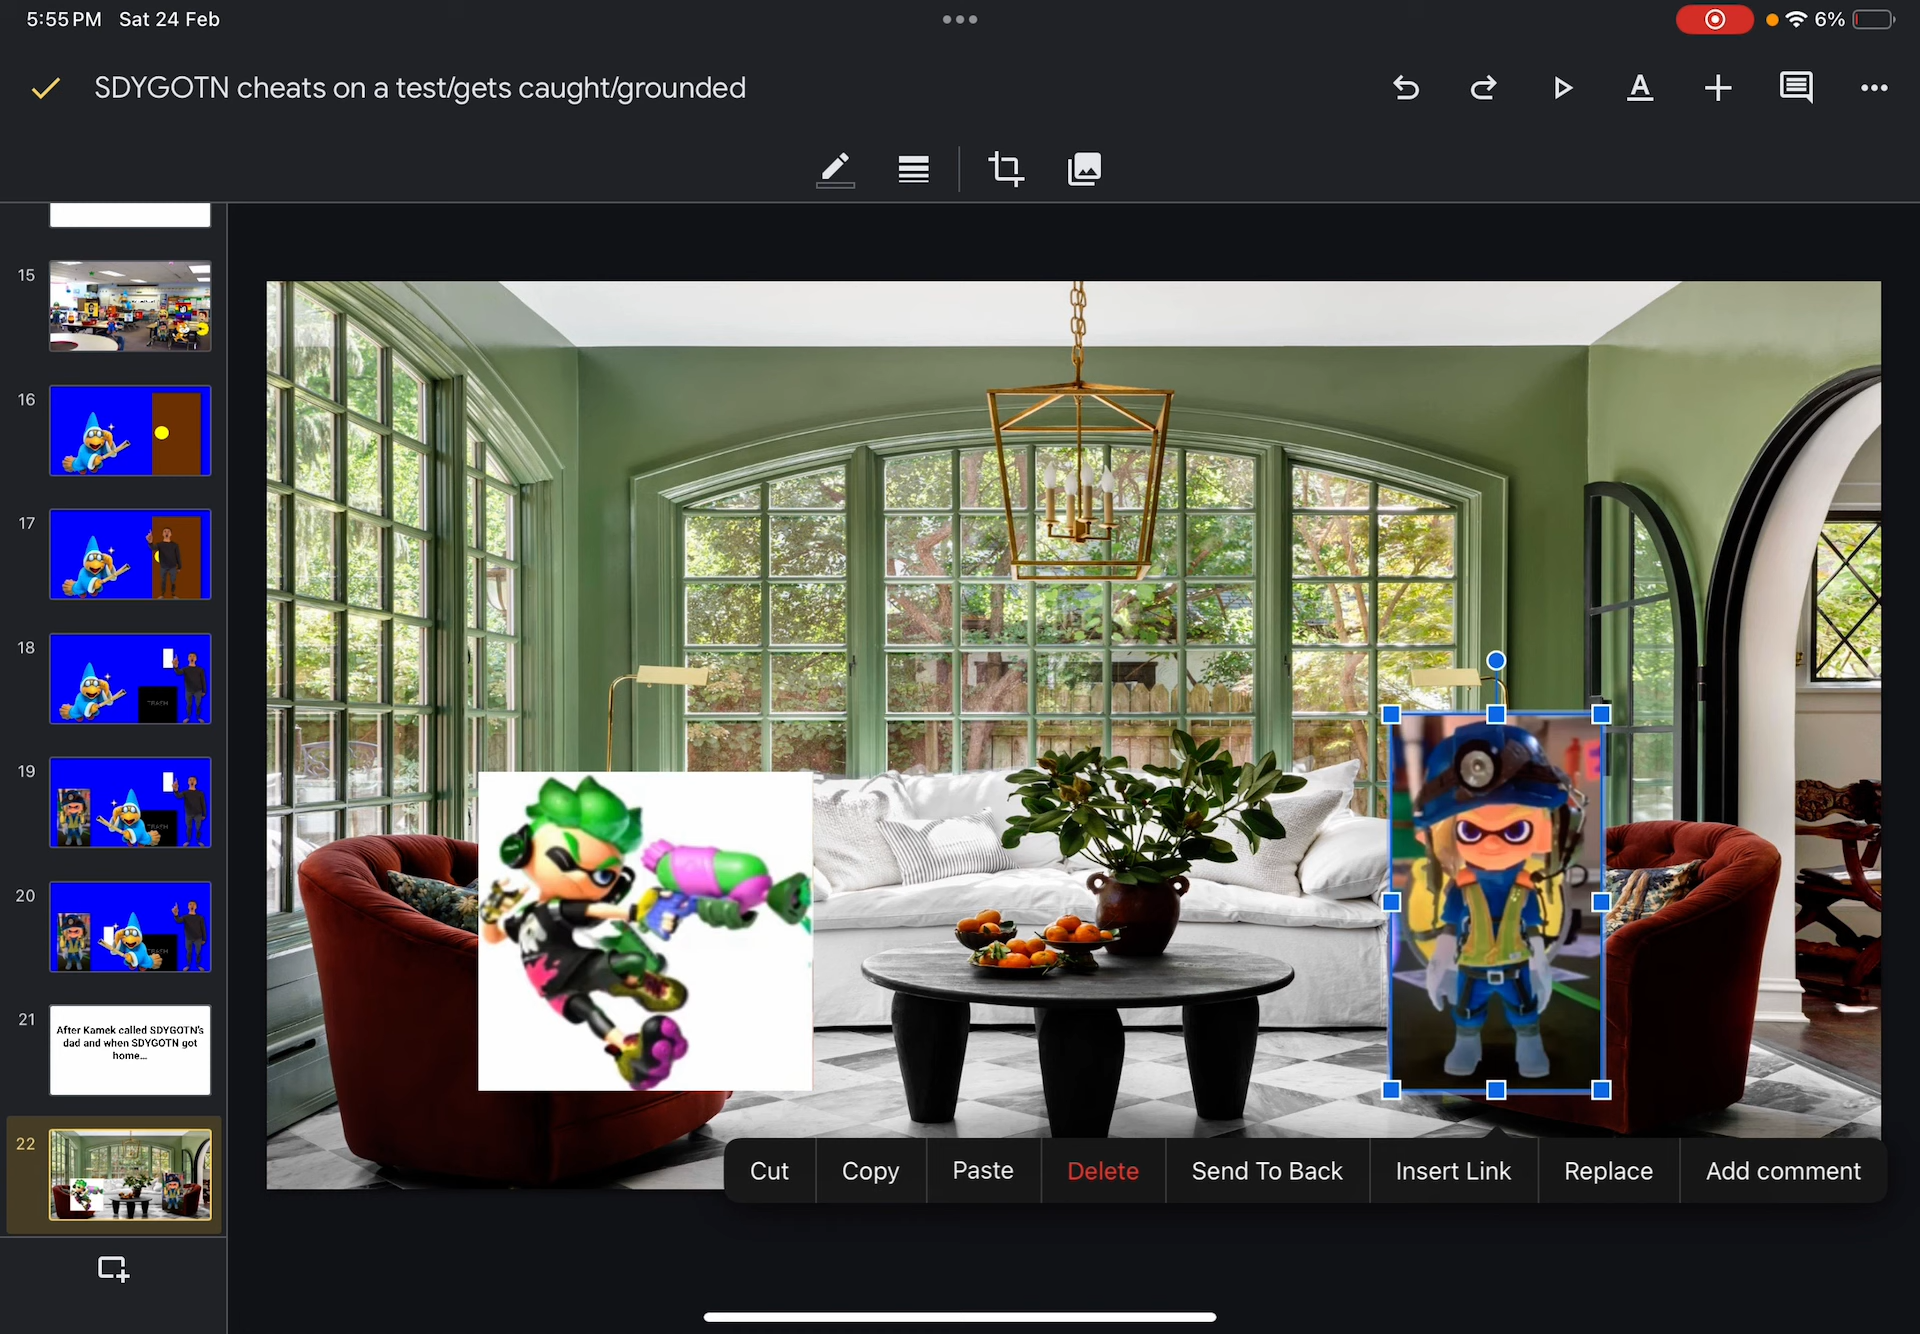 5:55 PM Sat 24 Feb
6%
SDYGOTN cheats on a test/gets caught/grounded
15
16
17
18
TRASH
19
20
21
After Kamek called SDYGOTN's
dad and when SDYGOTN got
home...
22
Cut
Copy
Paste
Delete
Send To Back
Insert Link
Replace
Add comment